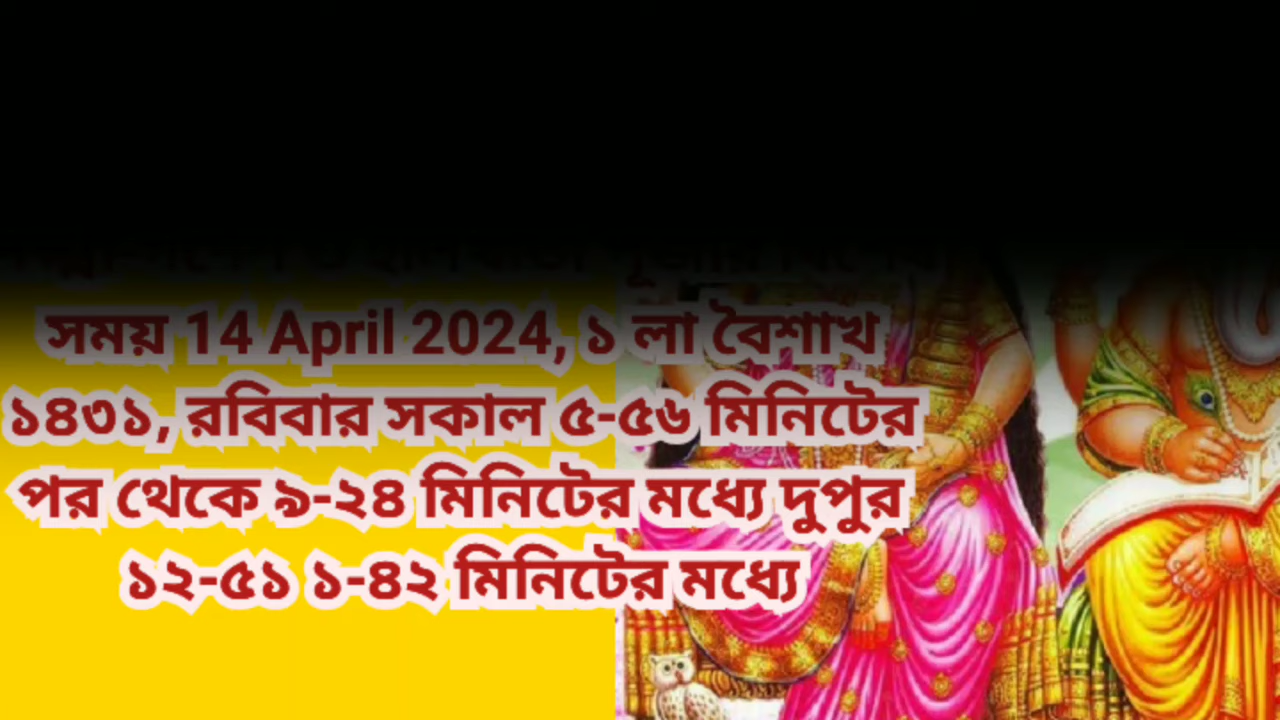 সময় 14 April 2024, ১ লা বৈশাখ
১৪৩১, রবিবার সকাল ৫-৫৬ মিনিটের
পর থেকে ৯-২৪ মিনিটের মধ্যে দুপুর
১২-৫১ ১-৪২ মিনিটের মধ্যে